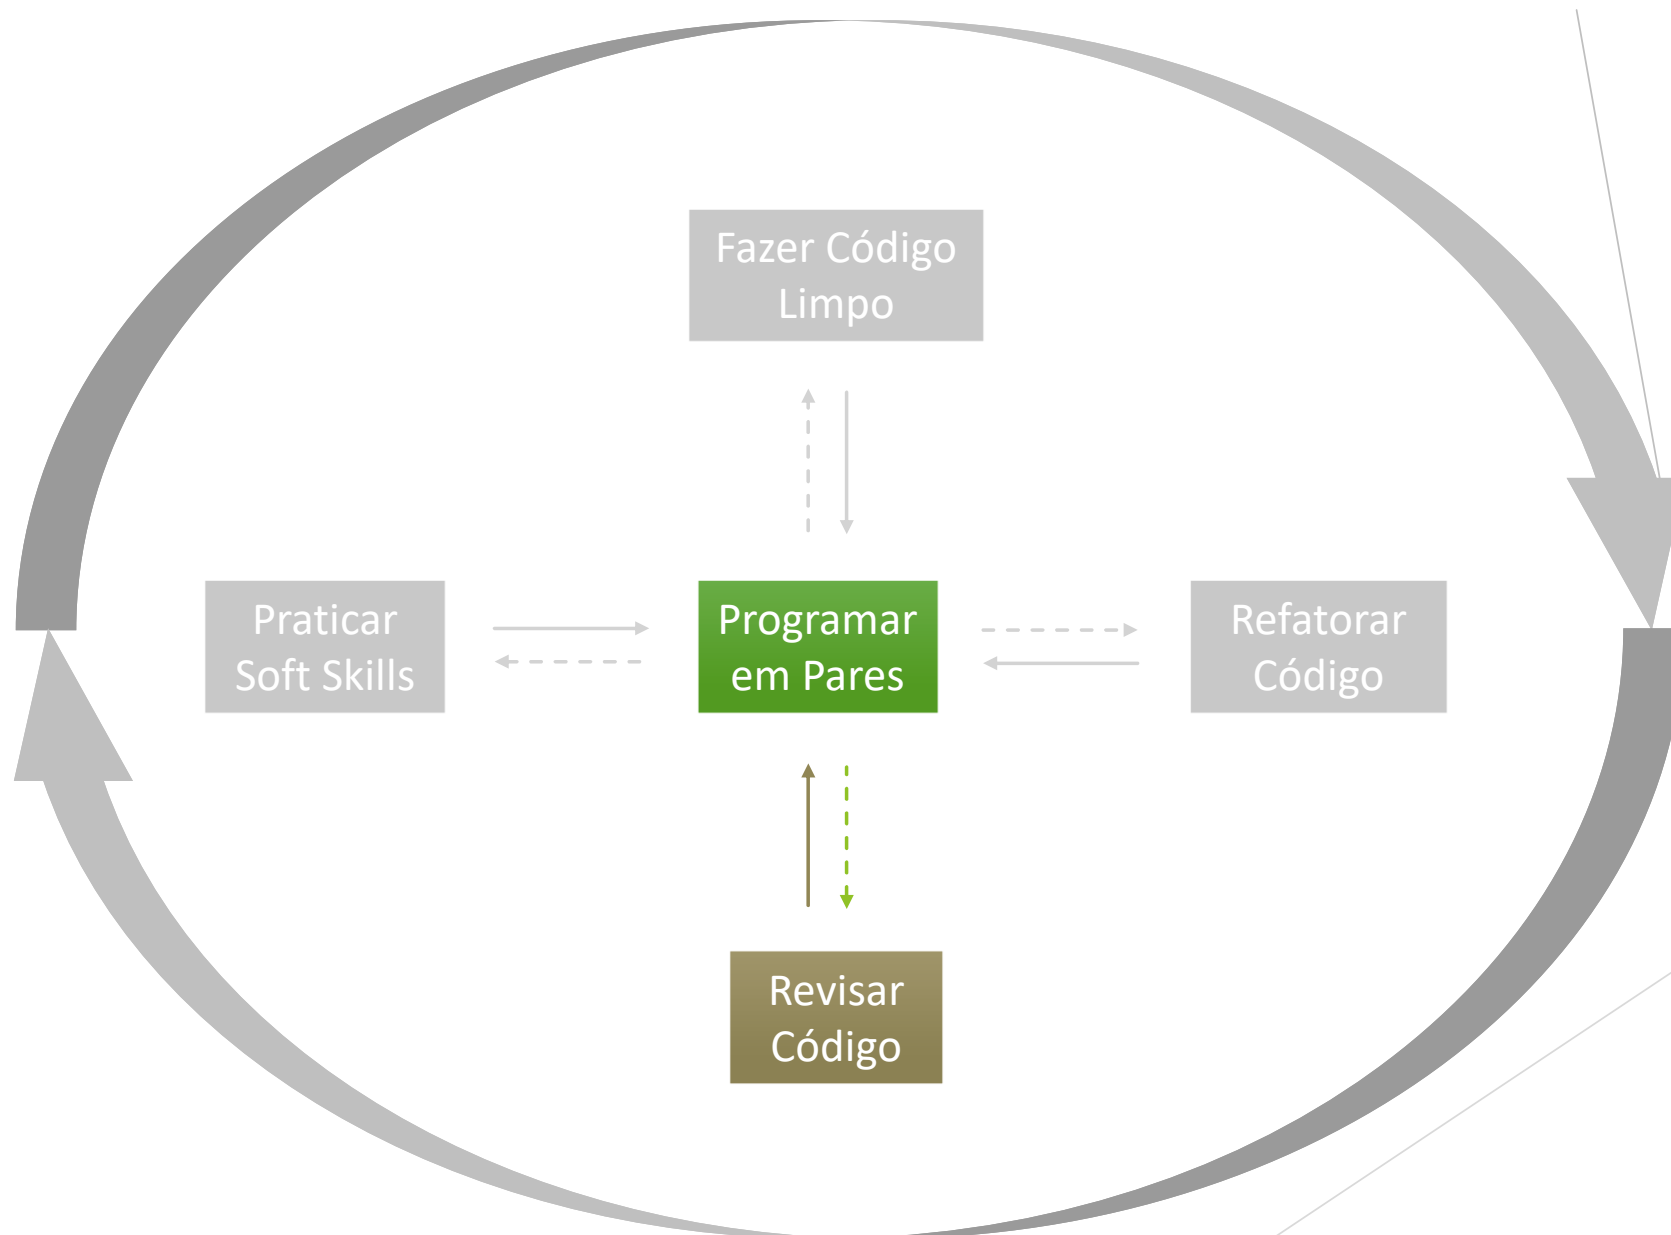 Fazer Código
Limpo
Praticar
Soft Skills
Programar
em Pares
Refatorar
Código
Revisar
Código